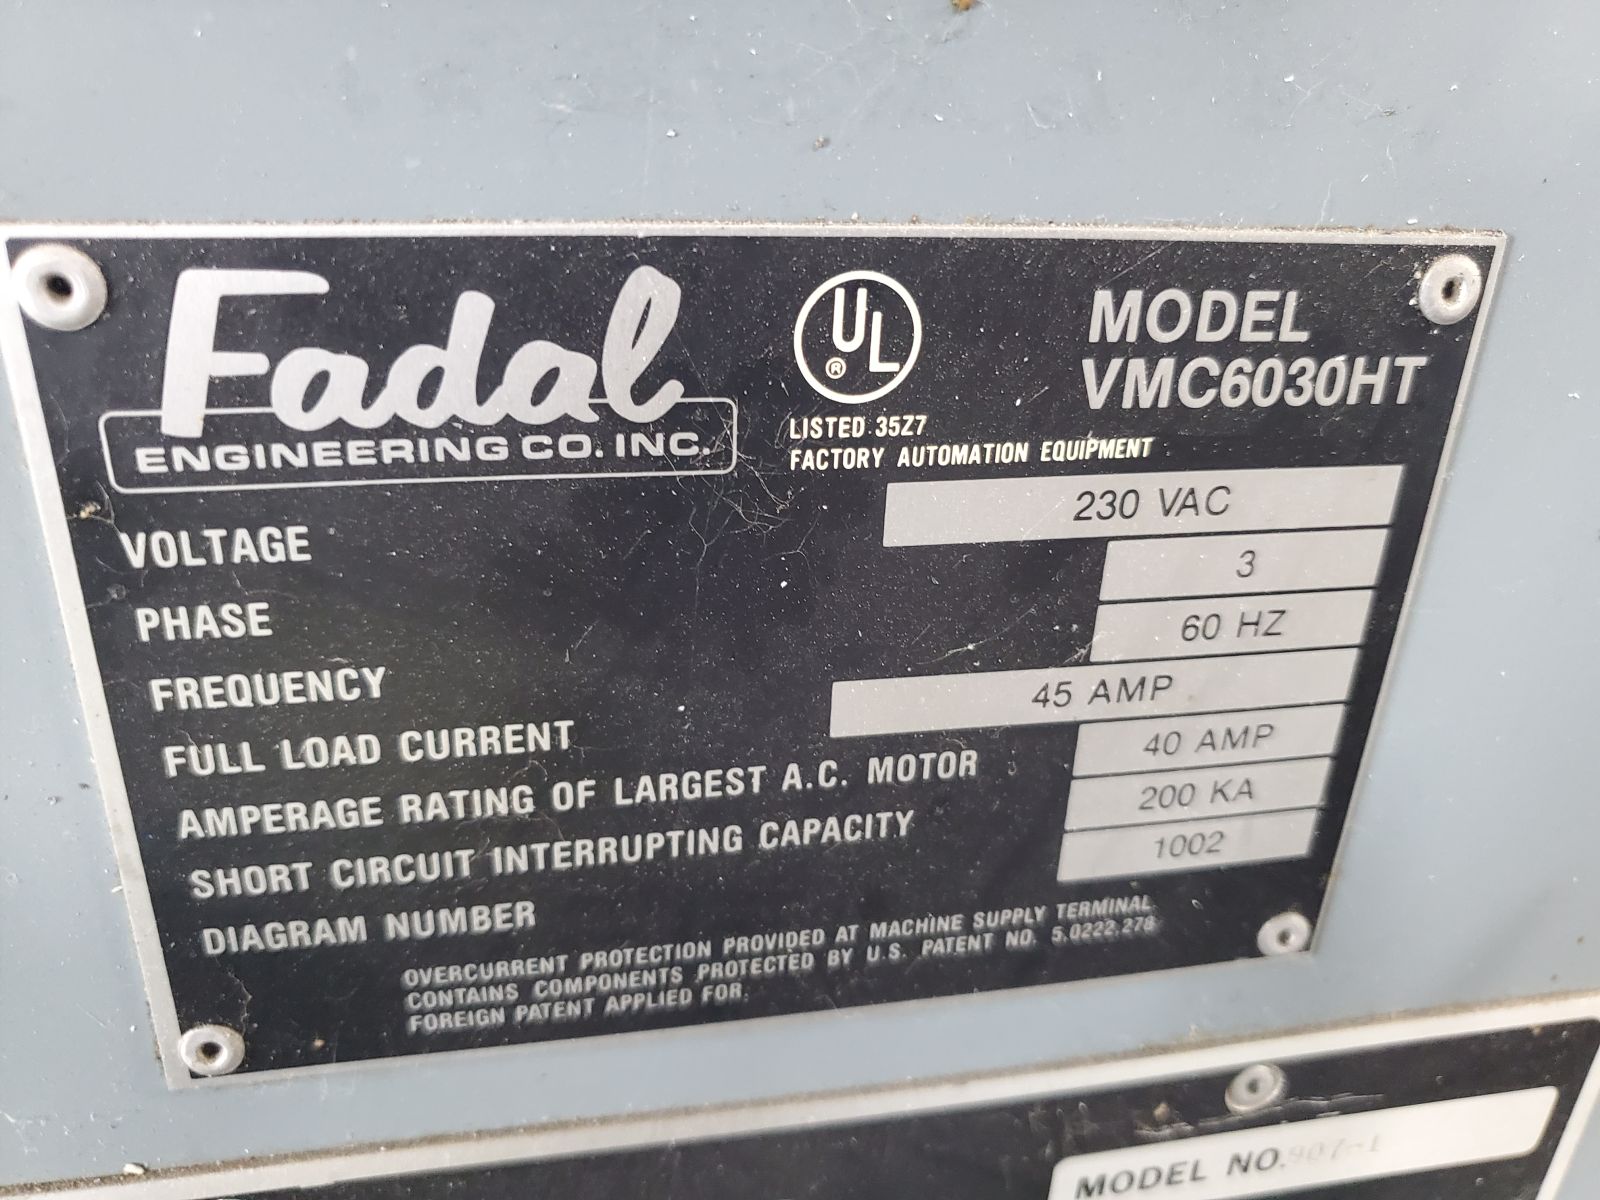 Fadal
ENGINEERING CO. INC.
UL
®
LISTED 35Z7
FACTORY AUTOMATION EQUIPMENT
MODEL
VMC6030HT
VOLTAGE 230 VAC
PHASE 3
FREQUENCY 60 HZ
FULL LOAD CURRENT 45 AMP
AMPERAGE RATING OF LARGEST A.C. MOTOR 40 AMP
SHORT CIRCUIT INTERRUPTING CAPACITY 200 KA
DIAGRAM NUMBER 1002
OVERCURRENT PROTECTION PROVIDED AT MACHINE SUPPLY TERMINAL
CONTAINS COMPONENTS PROTECTED BY U.S. PATENT NO. 5.0222.278
FOREIGN PATENT APPLIED FOR.
MODEL NO. 907-1